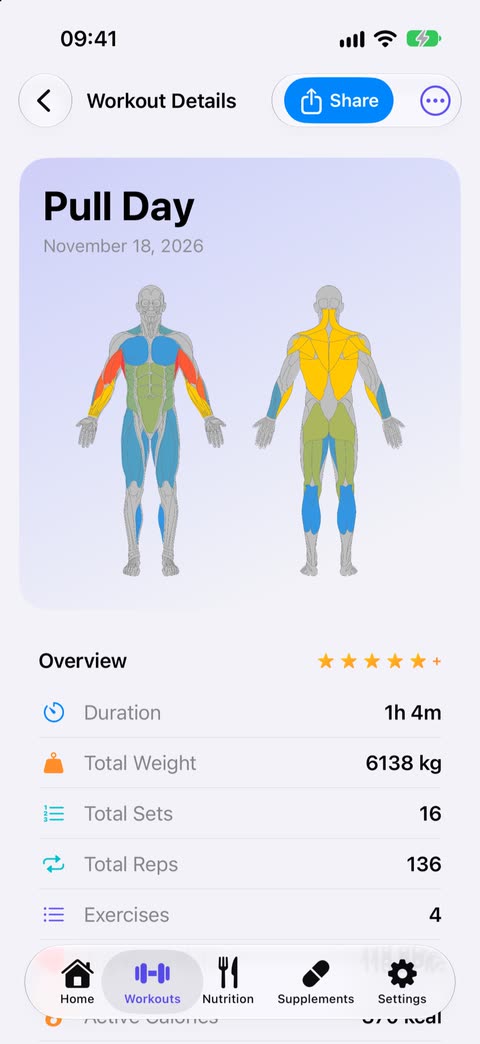 09:41
Workout Details
Share
Pull Day
November 18, 2026
Overview
+
Duration 1h 4m
Total Weight 6138 kg
Total Sets 16
Total Reps 136
Exercises 4
Home Workouts Nutrition Supplements Settings
Active Calories kcal